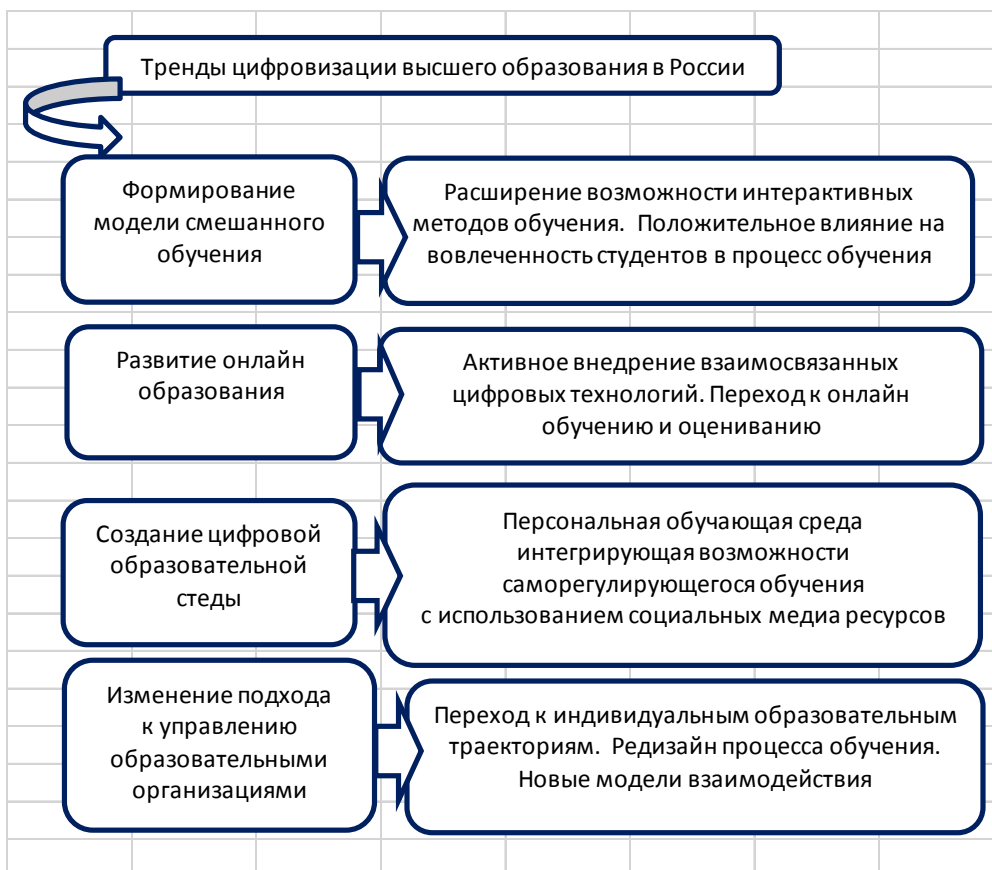 Тренды цифровизации высшего образования в России
Формирование
модели смешанного
обучения
Расширение возможности интерактивных
методов обучения. Положительное влияние на
вовлеченность студентов в процесс обучения
Развитие онлайн
образования
Активное внедрение взаимосвязанных
цифровых технологий. Переход к онлайн
обучению и оцениванию
Создание цифровой
образовательной
стеды
Персональная обучающая среда
интегрирующая возможности
саморегулирующегося обучения
с использованием социальных медиа ресурсов
Изменение подхода
к управлению
образовательными
организациями
Переход к индивидуальным образовательным
траекториям. Редизайн процесса обучения.
Новые модели взаимодействия